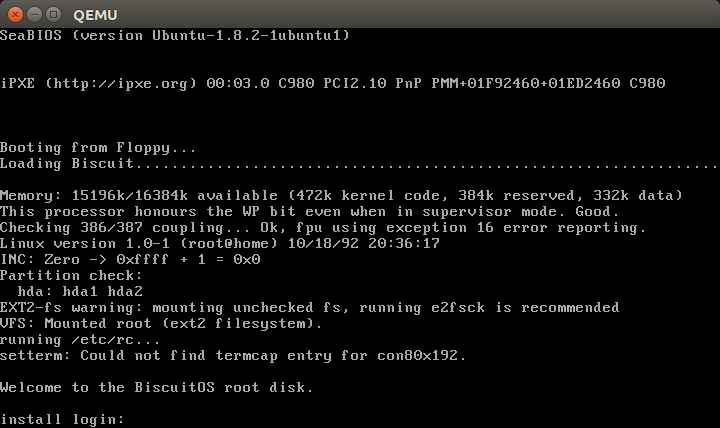 QEMU
SeaBIOS (version Ubuntu-1.8.2-1ubuntu1)
iPXE (http://ipxe.org) 00:03.0 C980 PCI2.10 PnP PMM+01F92460+01ED2460 C980
Booting from Floppy...
Loading Biscuit.................................................................
Memory: 15196k/16384k available (472k kernel code, 384k reserved, 332k data)
This processor honours the WP bit even when in supervisor mode. Good.
Checking 386/387 coupling... Ok, fpu using exception 16 error reporting.
Linux version 1.0-1 (root@home) 10/18/92 20:36:17
INC: Zero -> 0xffff + 1 = 0x0
Partition check:
  hda: hda1 hda2
EXT2-fs warning: mounting unchecked fs, running e2fsck is recommended
VFS: Mounted root (ext2 filesystem).
running /etc/rc...
setterm: Could not find termcap entry for con80x192.
Welcome to the BiscuitOS root disk.
install login: